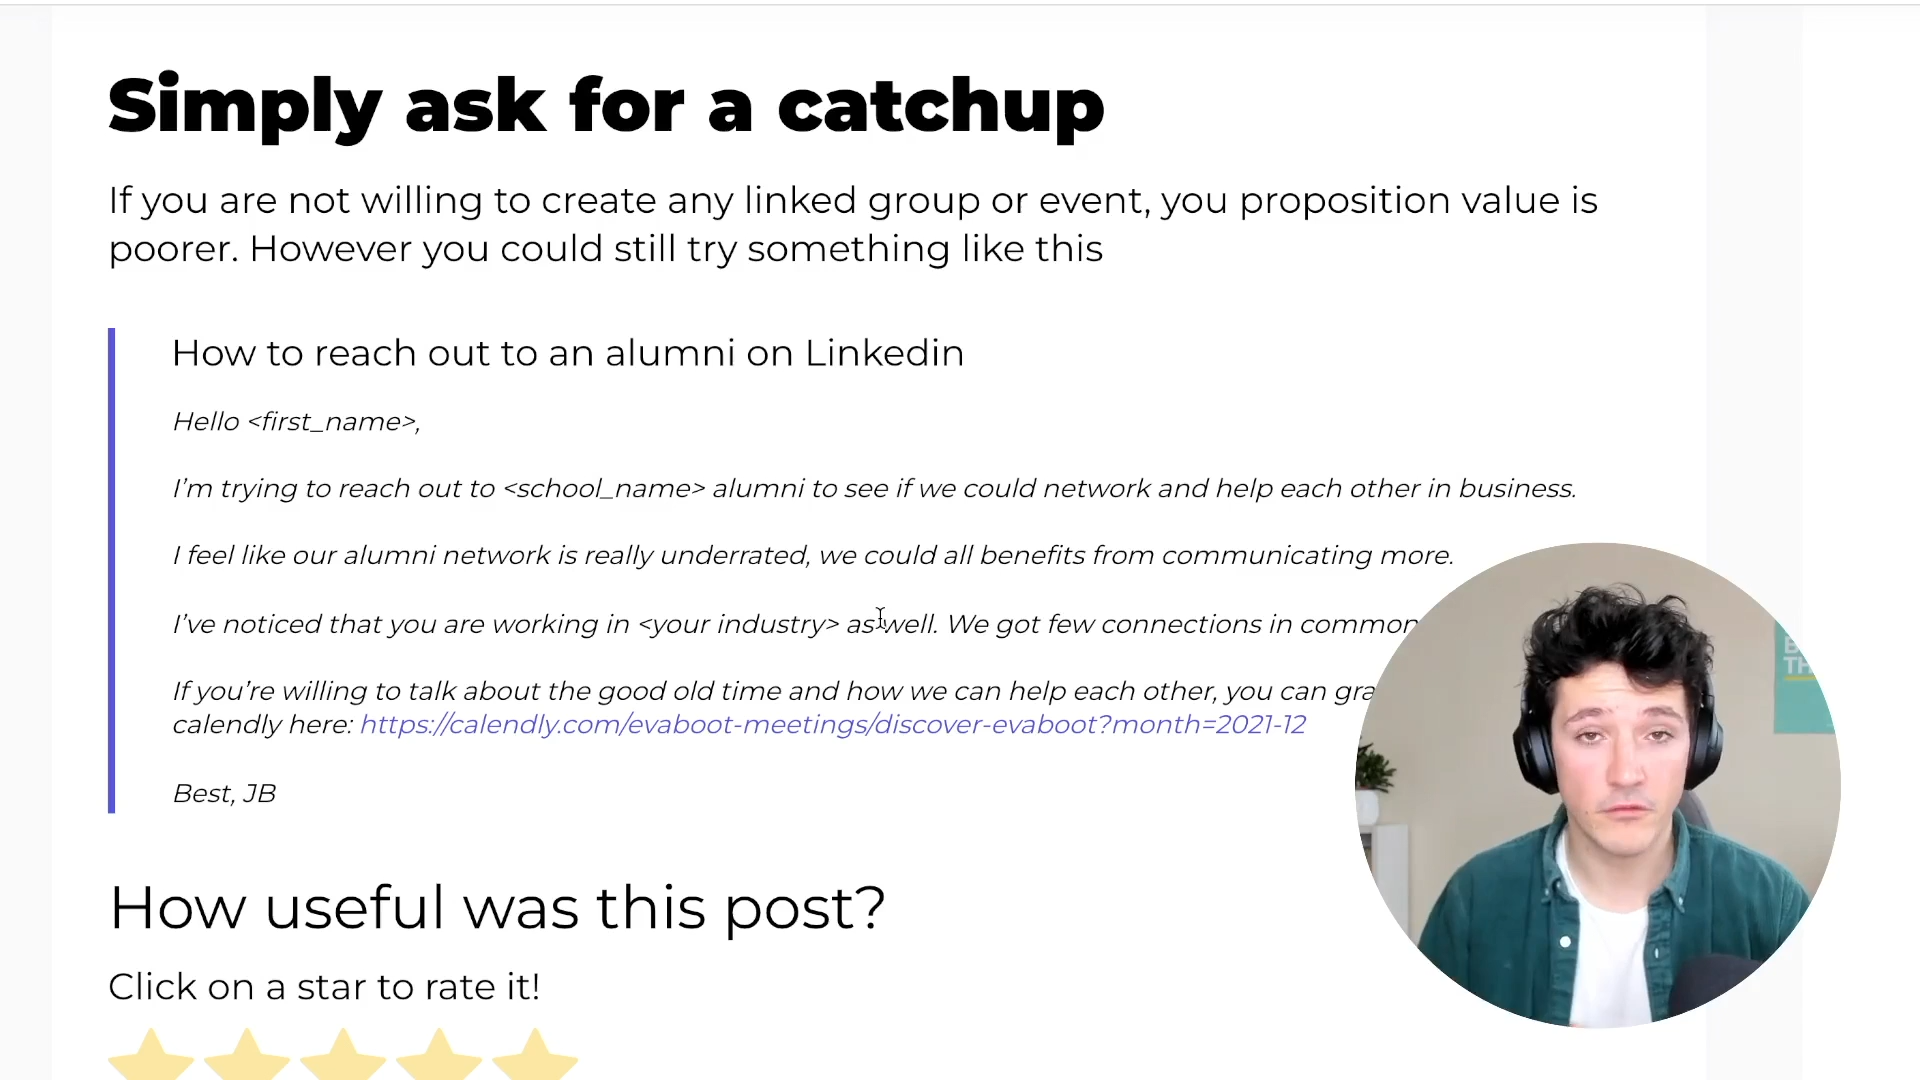 Simply ask for a catchup
If you are not willing to create any linked group or event, you proposition value is
poorer. However you could still try something like this
How to reach out to an alumni on Linkedin
Hello <first_name>,
I'm trying to reach out to <school_name> alumni to see if we could network and help each other in business.
I feel like our alumni network is really underrated, we could all benefits from communicating more.
I've noticed that you are working in <your industry> as well. We got few connections in common
If you're willing to talk about the good old time and how we can help each other, you can
calendly here: https://calendly.com/evaboot-meetings/discover-evaboot?month=2021-12
Best, JB
How useful was this post?
Click on a star to rate it!